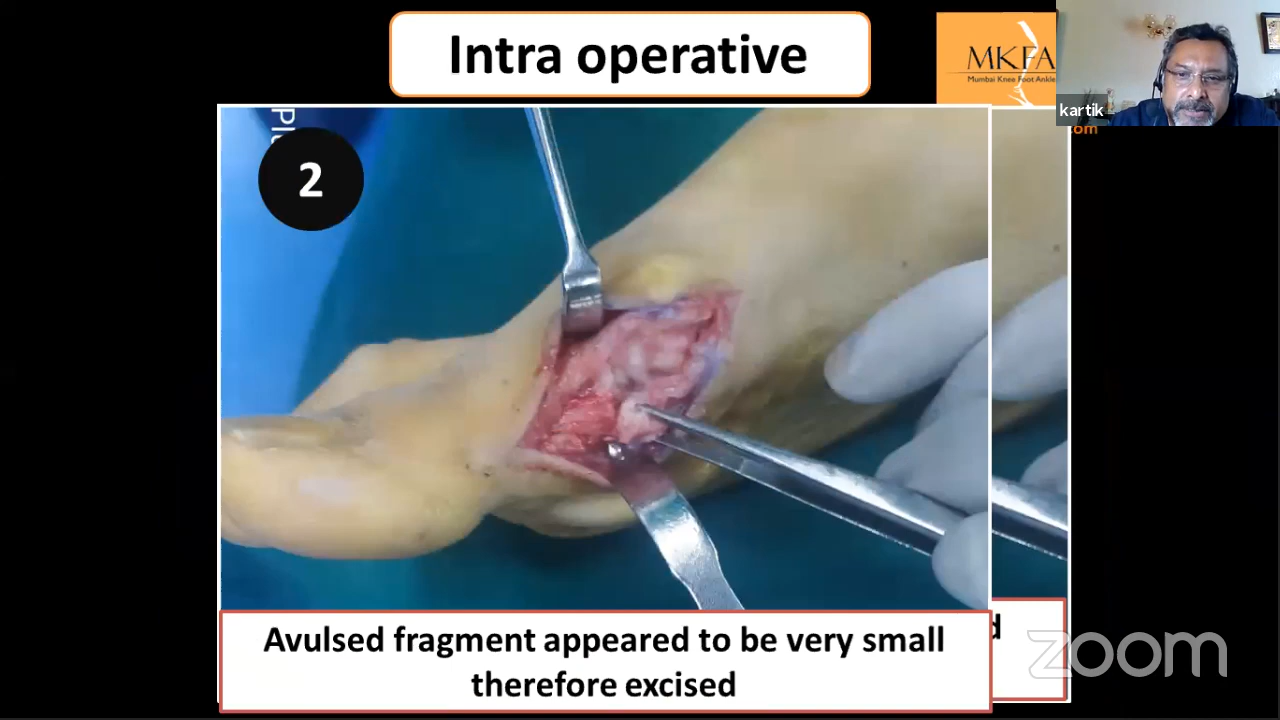 Intra operative
MKFA
Mumbai Knee Foot Ankle
kartik
com
2
Avulsed fragment appeared to be very small
therefore excised
d
zoom